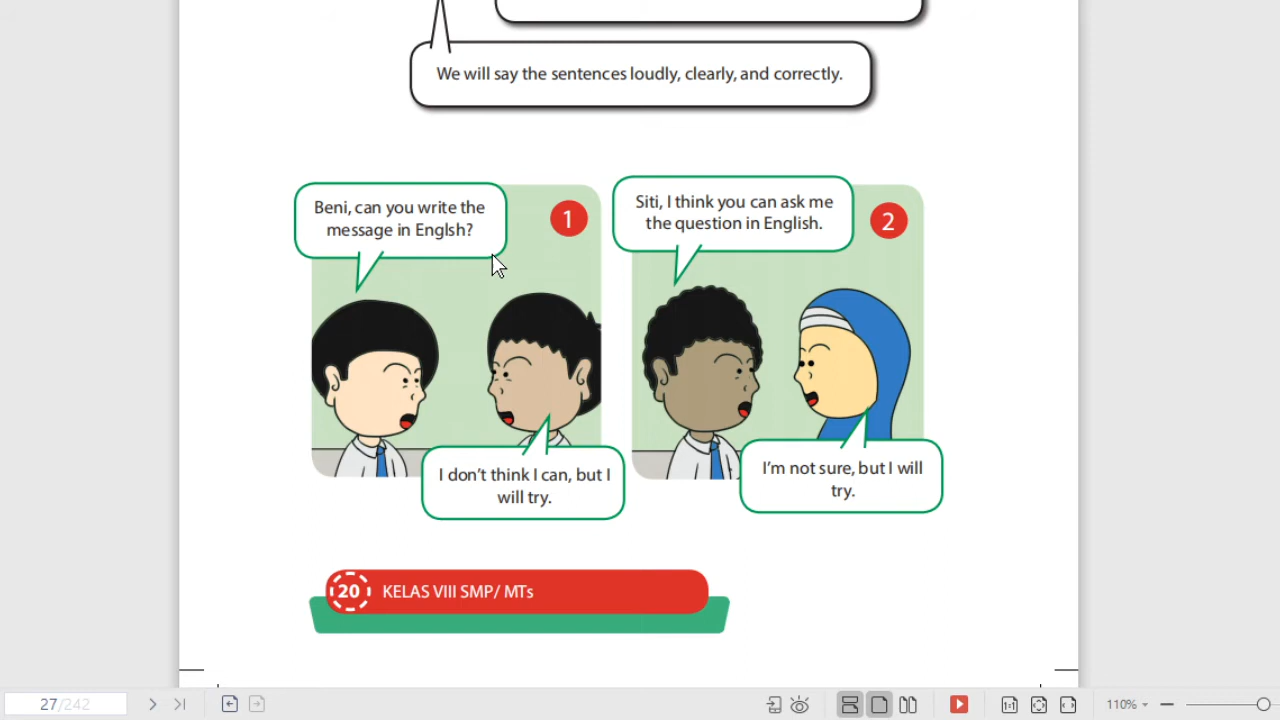 We will say the sentences loudly, clearly, and correctly.
Beni, can you write the
message in Englsh?
1
Siti, I think you can ask me
the question in English.
2
I don't think I can, but I
will try.
I'm not sure, but I will
try.
20 KELAS VIII SMP/ MTs
27/242
1:1
110%